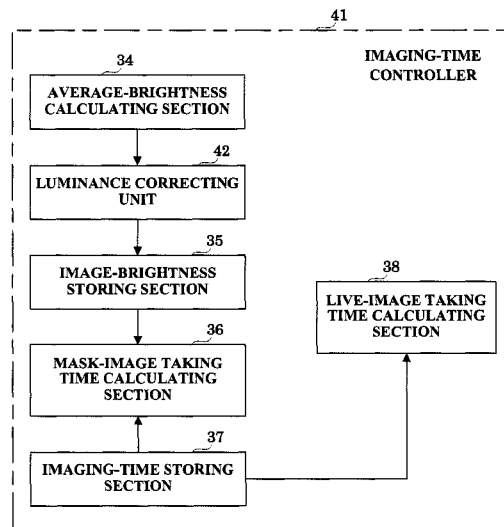 41
IMAGING-TIME
CONTROLLER
34
AVERAGE-BRIGHTNESS
CALCULATING SECTION
42
LUMINANCE CORRECTING
UNIT
35
IMAGE-BRIGHTNESS
STORING SECTION
38
LIVE-IMAGE TAKING
TIME CALCULATING
SECTION
36
MASK-IMAGE TAKING
TIME CALCULATING
SECTION
37
IMAGING-TIME STORING
SECTION